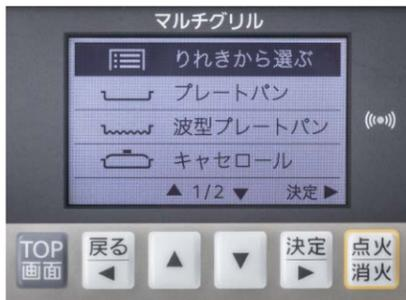 マルチグリル
りれきから選ぶ
プレートパン
波型プレートパン
キャセロール
▲ 1/2 ▼ 決定 ▶
TOP
画面
戻る
◀
▲
▼
決定
▶
点火
消火